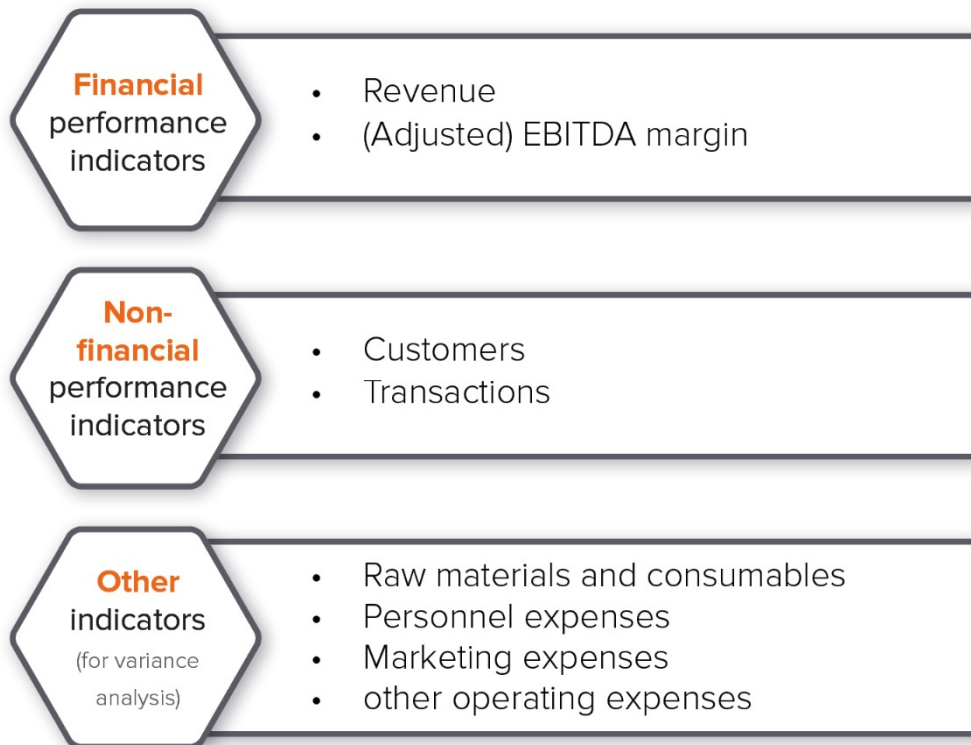 Financial
performance
indicators
• Revenue
• (Adjusted) EBITDA margin
Non-
financial
performance
indicators
• Customers
• Transactions
Other
indicators
(for variance
analysis)
• Raw materials and consumables
• Personnel expenses
• Marketing expenses
• other operating expenses